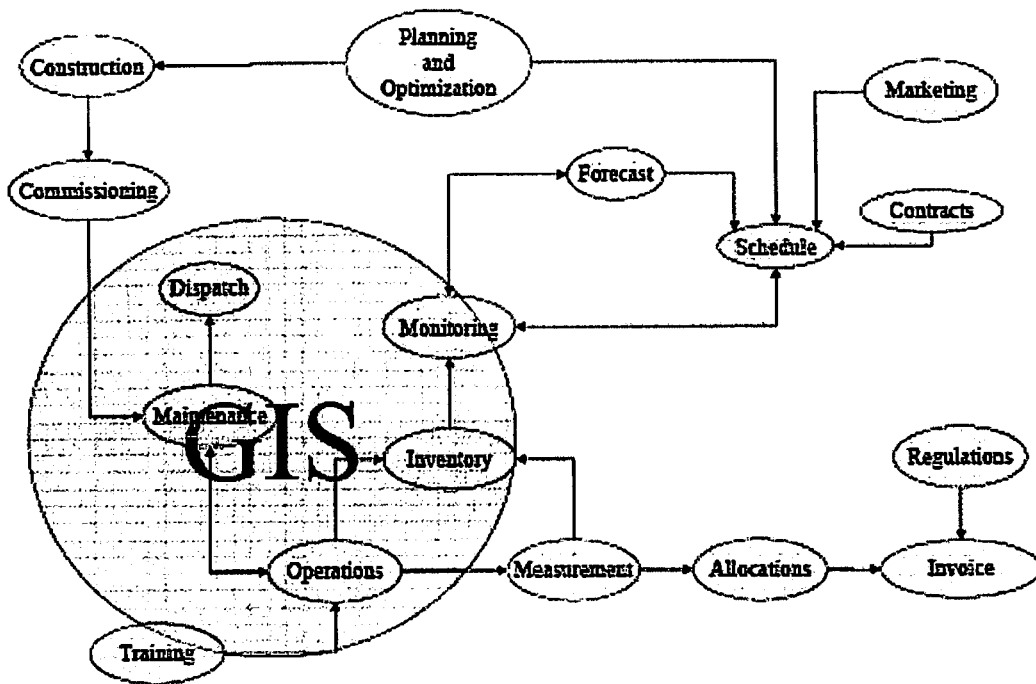 Planning
and
Optimization
Construction
Marketing
Commissioning
Forecast
Contracts
Schedule
Dispatch
Monitoring
Maintenance
GIS
Inventory
Regulations
Operations
Measurement
Allocations
Invoice
Training